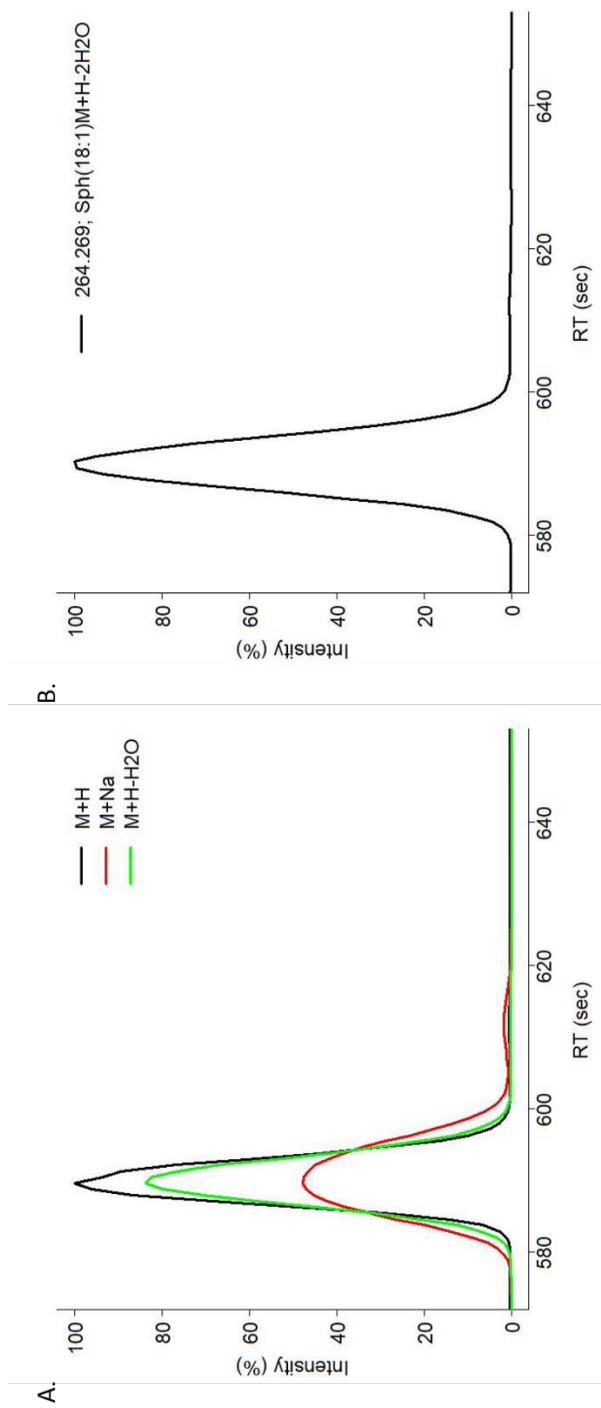 A.
Intensity (%)
100
80
60
40
20
0
580
600
620
640
RT (sec)
M+H
M+Na
M+H-H2O
B.
Intensity (%)
100
80
60
40
20
0
580
600
620
640
RT (sec)
264.269; Sph(18:1)M+H-2H2O